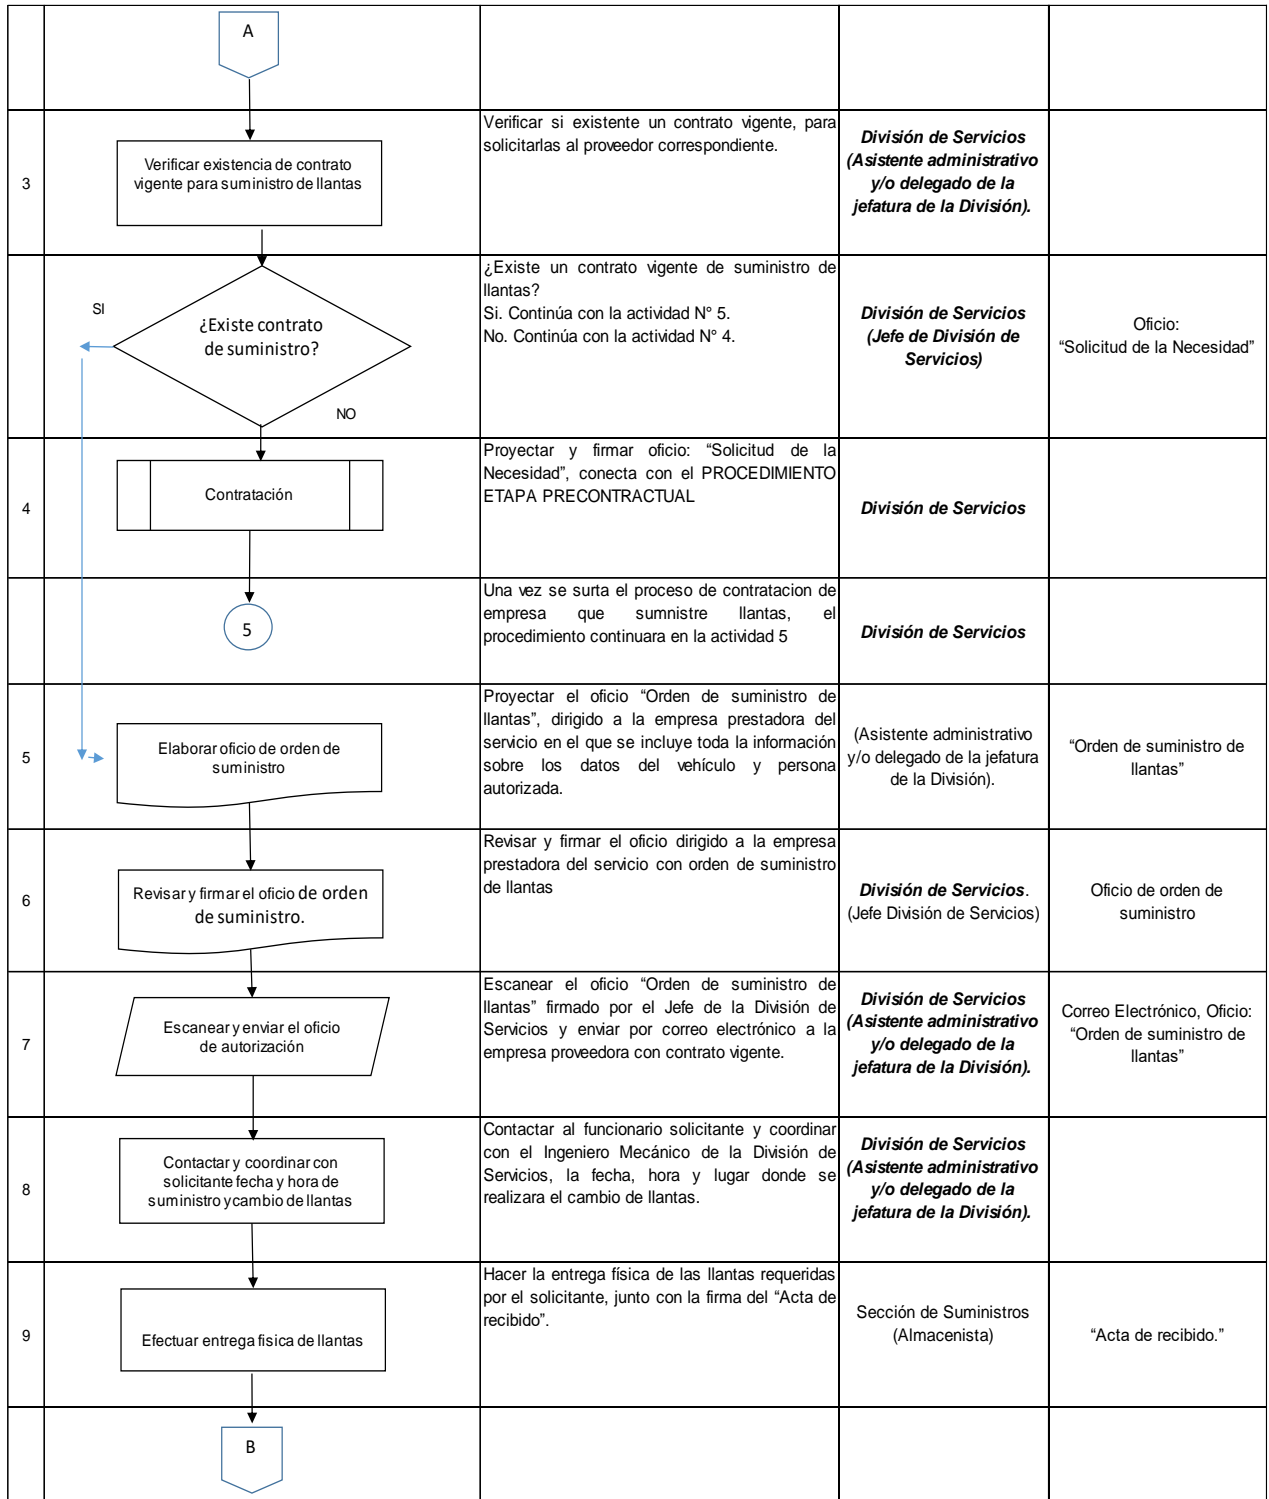 A
3
Verificar existencia de contrato
vigente para suministro de llantas
Verificar si existente un contrato vigente, para
solicitarlas al proveedor correspondiente.
División de Servicios
(Asistente administrativo
y/o delegado de la
jefatura de la División).
SI
¿Existe contrato
de suministro?
NO
¿Existe un contrato vigente de suministro de
llantas?
Si. Continúa con la actividad N° 5.
No. Continúa con la actividad N° 4.
División de Servicios
(Jefe de División de
Servicios)
Oficio:
“Solicitud de la Necesidad”
4
Contratación
Proyectar y firmar oficio: “Solicitud de la
Necesidad”, conecta con el PROCEDIMIENTO
ETAPA PRECONTRACTUAL
División de Servicios
5
Una vez se surta el proceso de contratacion de
empresa que sumnistre llantas, el
procedimiento continuara en la actividad 5
División de Servicios
5
Elaborar oficio de orden de
suministro
Proyectar el oficio “Orden de suministro de
llantas”, dirigido a la empresa prestadora del
servicio en el que se incluye toda la información
sobre los datos del vehículo y persona
autorizada.
(Asistente administrativo
y/o delegado de la jefatura
de la División).
“Orden de suministro de
llantas”
6
Revisar y firmar el oficio de orden
de suministro.
Revisar y firmar el oficio dirigido a la empresa
prestadora del servicio con orden de suministro
de llantas
División de Servicios.
(Jefe División de Servicios)
Oficio de orden de
suministro
7
Escanear y enviar el oficio
de autorización
Escanear el oficio “Orden de suministro de
llantas” firmado por el Jefe de la División de
Servicios y enviar por correo electrónico a la
empresa proveedora con contrato vigente.
División de Servicios
(Asistente administrativo
y/o delegado de la
jefatura de la División).
Correo Electrónico, Oficio:
“Orden de suministro de
llantas”
8
Contactar y coordinar con
solicitante fecha y hora de
suministro y cambio de llantas
Contactar al funcionario solicitante y coordinar
con el Ingeniero Mecánico de la División de
Servicios, la fecha, hora y lugar donde se
realizara el cambio de llantas.
División de Servicios
(Asistente administrativo
y/o delegado de la
jefatura de la División).
9
Efectuar entrega fisica de llantas
Hacer la entrega física de las llantas requeridas
por el solicitante, junto con la firma del “Acta de
recibido”.
Sección de Suministros
(Almacenista)
“Acta de recibido.”
B